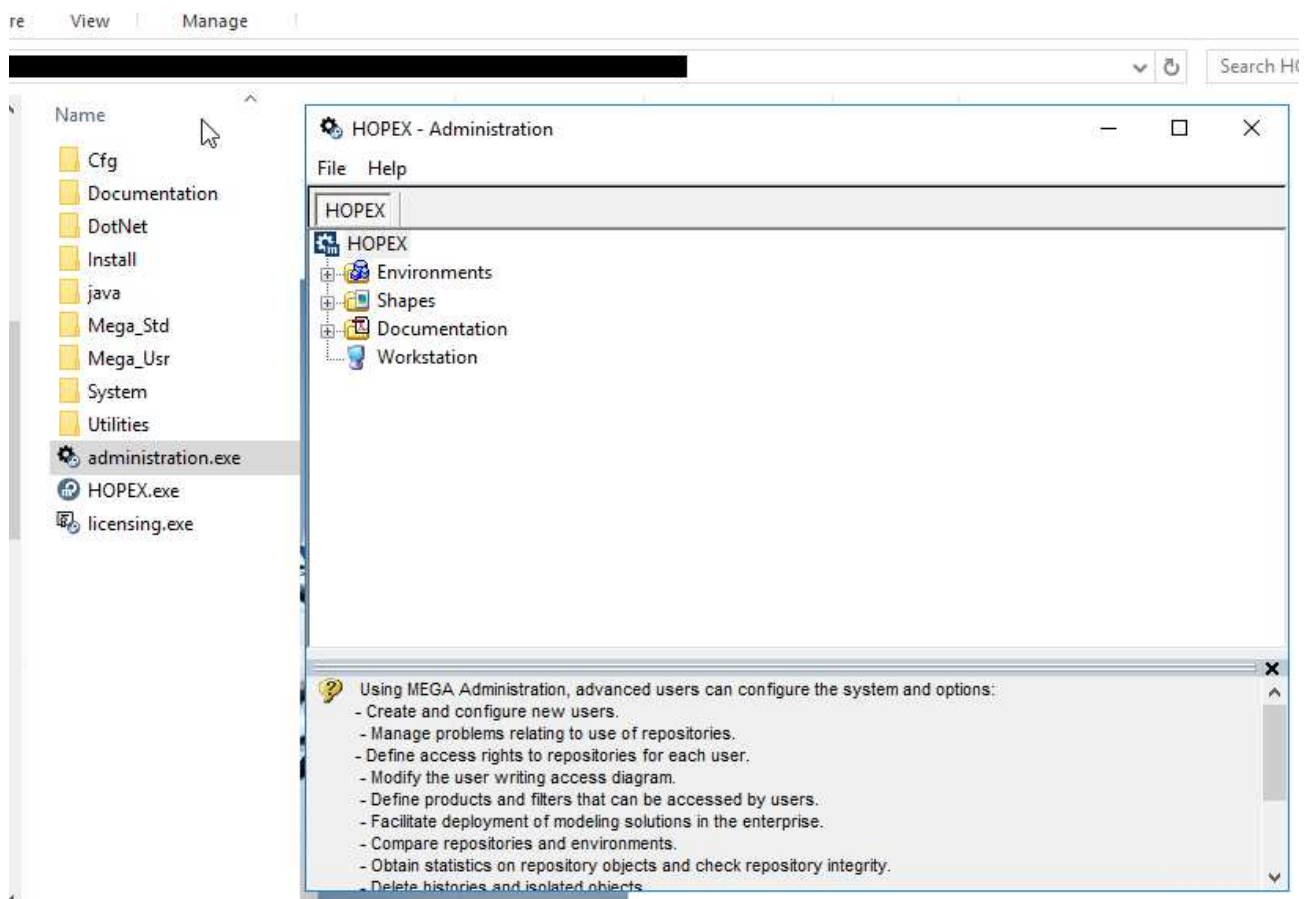 re View Manage
Search H
Name
Cfg
Documentation
DotNet
Install
java
Mega_Std
Mega_Usr
System
Utilities
administration.exe
HOPEX.exe
licensing.exe
HOPEX - Administration
File Help
HOPEX
HOPEX
Environments
Shapes
Documentation
Workstation
Using MEGA Administration, advanced users can configure the system and options:
- Create and configure new users.
- Manage problems relating to use of repositories.
- Define access rights to repositories for each user.
- Modify the user writing access diagram.
- Define products and filters that can be accessed by users.
- Facilitate deployment of modeling solutions in the enterprise.
- Compare repositories and environments.
- Obtain statistics on repository objects and check repository integrity.
- Delete histories and isolated objects